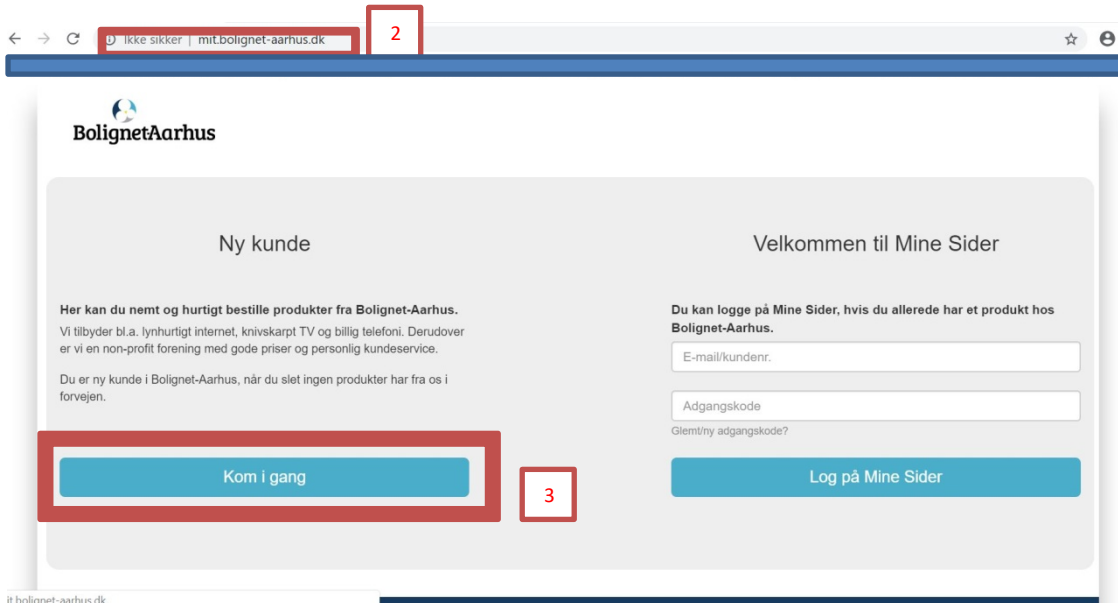 Ikke sikker | mit.bolignet-aarhus.dk
2
BolignetAarhus
Ny kunde
Her kan du nemt og hurtigt bestille produkter fra Bolignet-Aarhus.
Vi tilbyder bl.a. lynhurtigt internet, knivskarpt TV og billig telefoni. Derudover
er vi en non-profit forening med gode priser og personlig kundeservice.
Du er ny kunde i Bolignet-Aarhus, når du slet ingen produkter har fra os i
forvejen.
Kom i gang
3
Velkommen til Mine Sider
Du kan logge på Mine Sider, hvis du allerede har et produkt hos
Bolignet-Aarhus.
E-mail/kundenr.
Adgangskode
Glemt/ny adgangskode?
Log på Mine Sider
it.bolignet-aarhus.dk